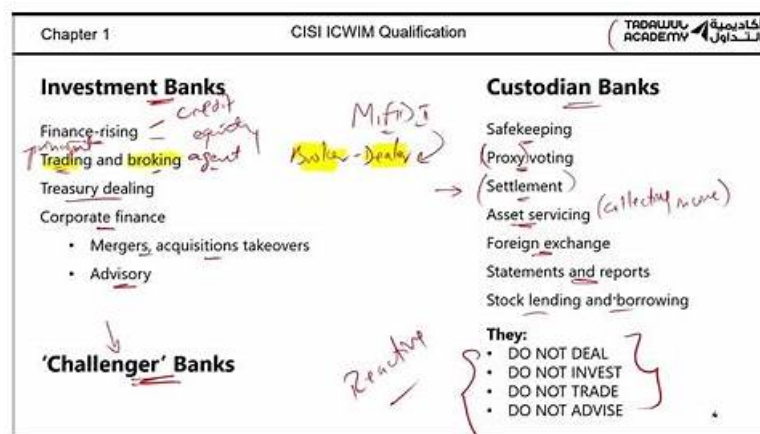 Chapter 1
CISI ICWIM Qualification
TADAWUL ACADEMY
أكاديمية التداول
Investment Banks
credit
Finance-rising
equity
Trading and broking agent
Treasury dealing
Corporate finance
• Mergers, acquisitions takeovers
• Advisory
'Challenger' Banks
Broker - Dealer
Reactive
Custodian Banks
Safekeeping
(Proxy) voting
(Settlement)
Asset servicing (collecting
Foreign exchange
Statements and reports
Stock lending and borrowing
They:
• DO NOT DEAL
• DO NOT INVEST
• DO NOT TRADE
• DO NOT ADVISE